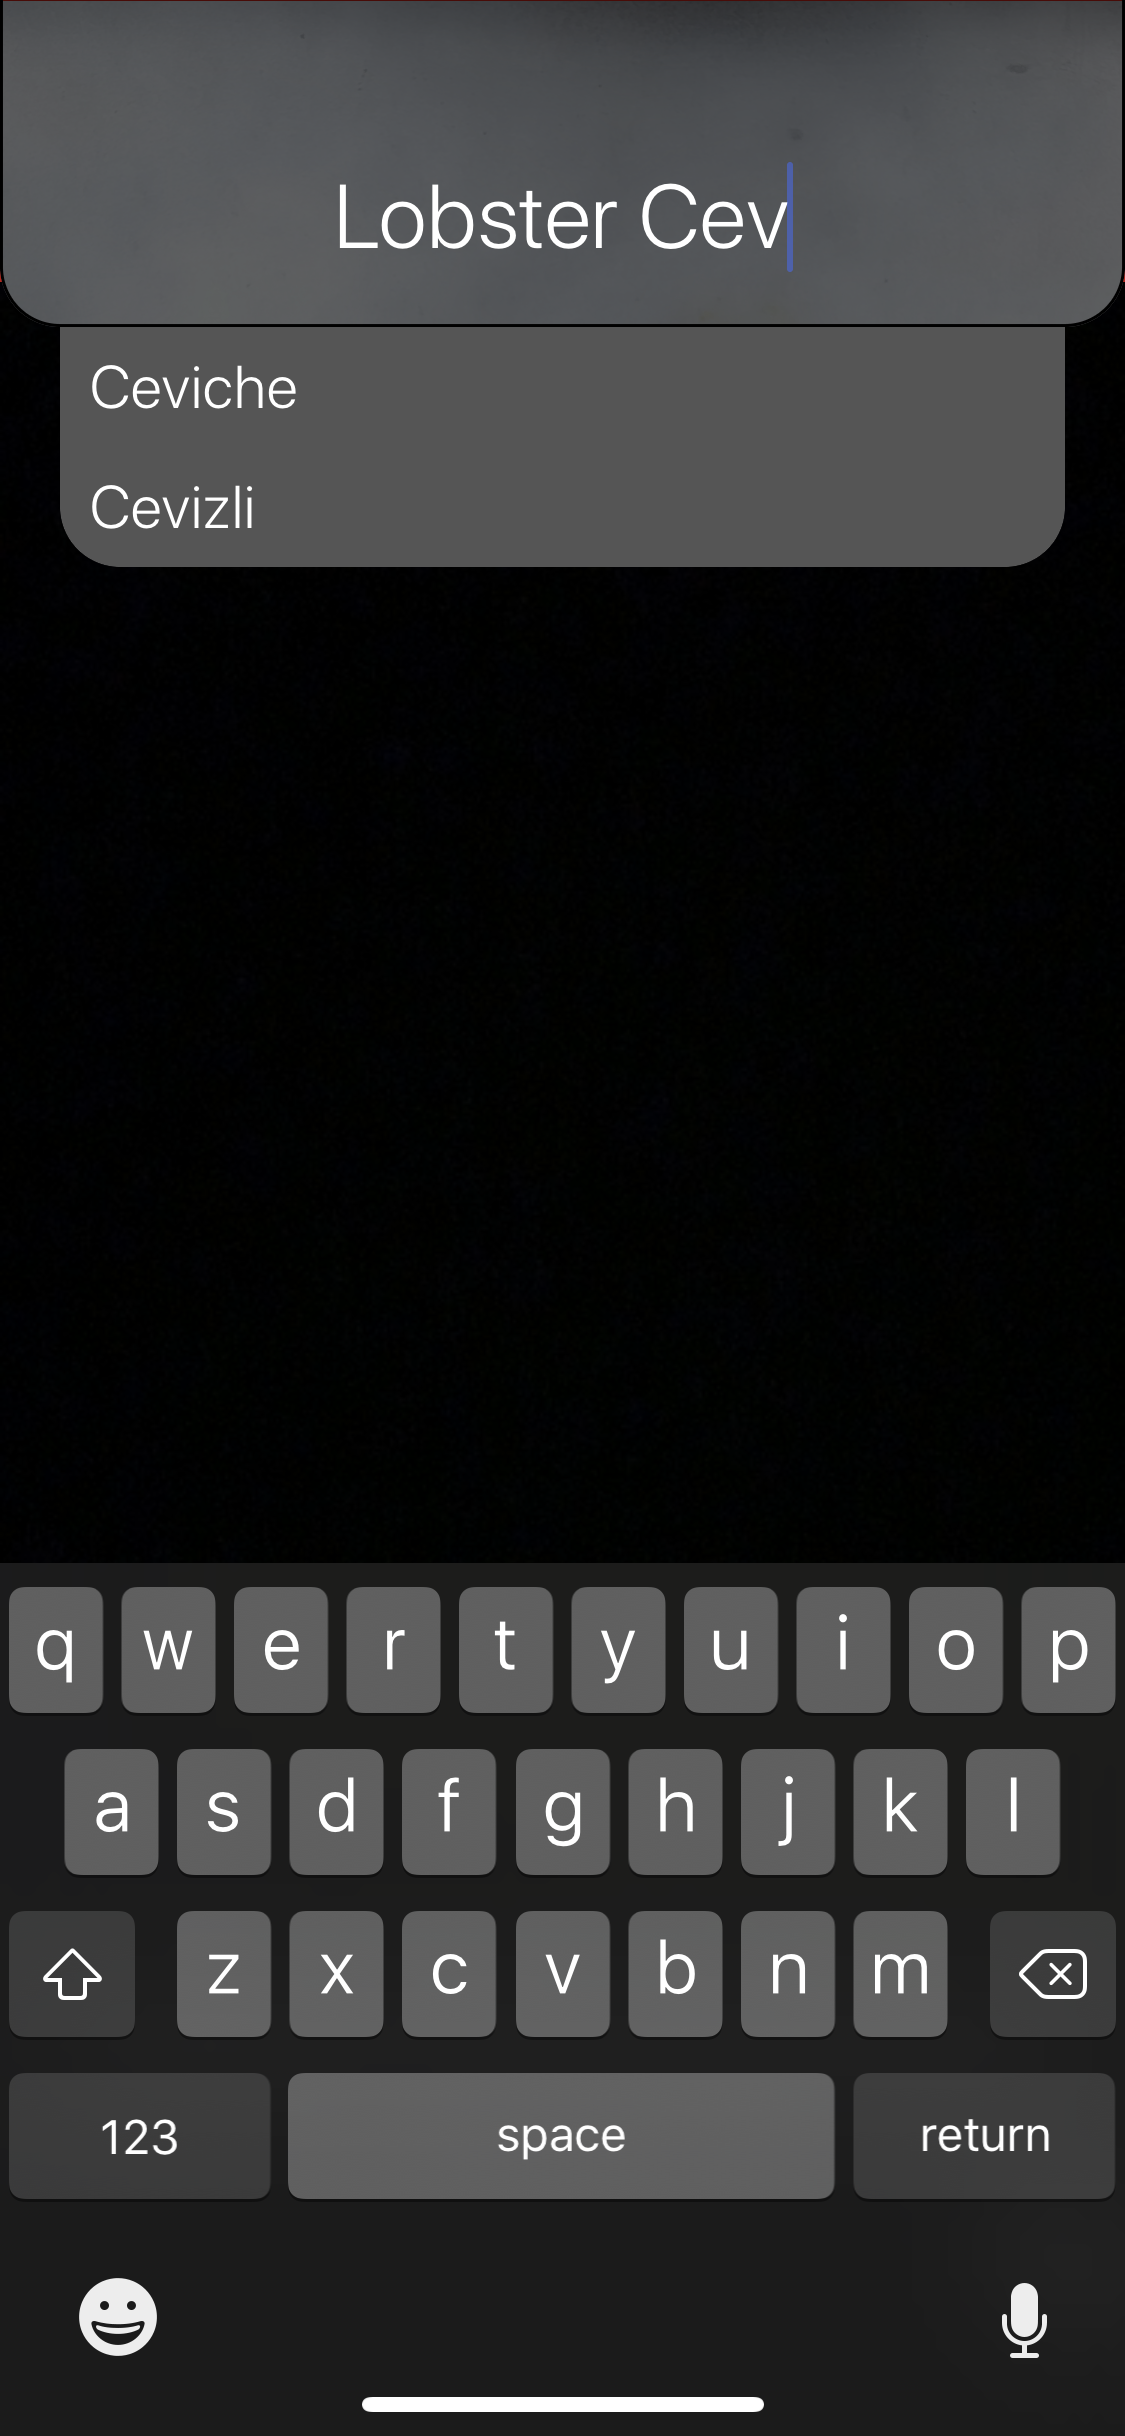 Lobster Cev
Ceviche
Cevizli
q w e r t y u i o p
a s d f g h j k l
z x c v b n m
123 space return